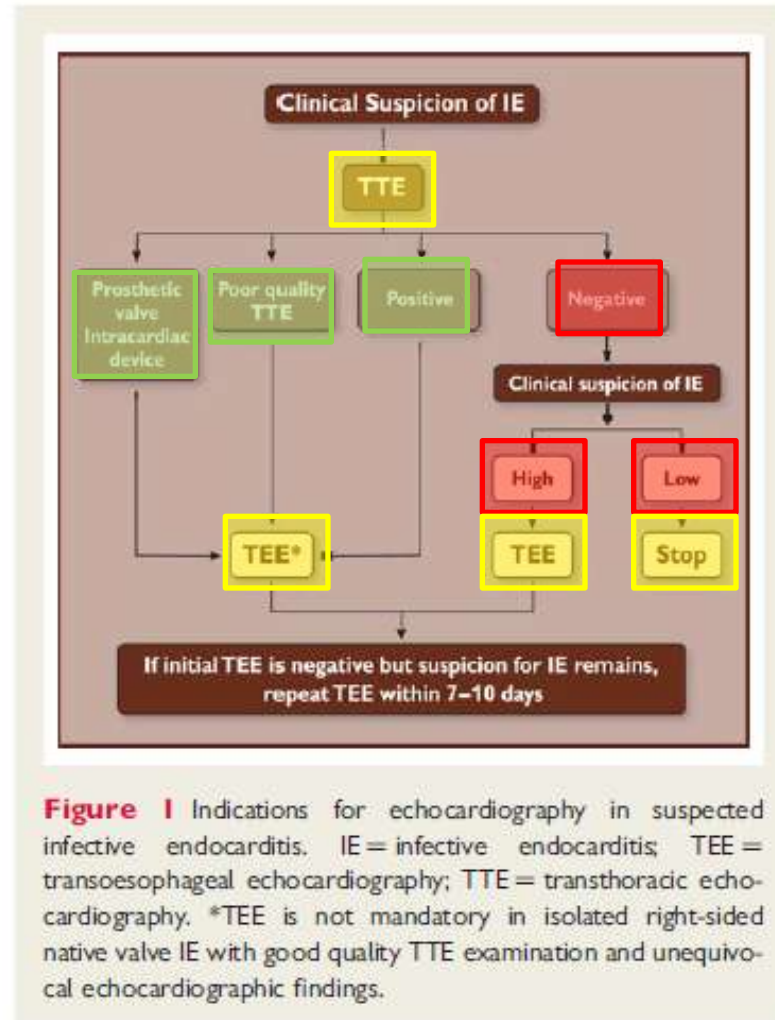 Clinical Suspicion of IE
TTE
Prosthetic
valve
Intracardiac
device
Poor quality
TTE
Positive
Negative
Clinical suspicion of IE
High
Low
TEE*
TEE
Stop
If initial TEE is negative but suspicion for IE remains,
repeat TEE within 7–10 days
Figure 1 Indications for echocardiography in suspected
infective endocarditis. IE = infective endocarditis; TEE =
transoesophageal echocardiography; TTE = transthoracic echo-
cardiography. *TEE is not mandatory in isolated right-sided
native valve IE with good quality TTE examination and unequivo-
cal echocardiographic findings.